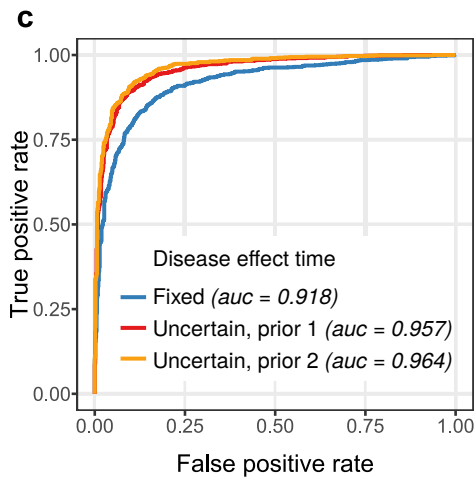 c
1.00
0.75
0.50
0.25
0.00
True positive rate
Disease effect time
Fixed (auc = 0.918)
Uncertain, prior 1 (auc = 0.957)
Uncertain, prior 2 (auc = 0.964)
0.00 0.25 0.50 0.75 1.00
False positive rate